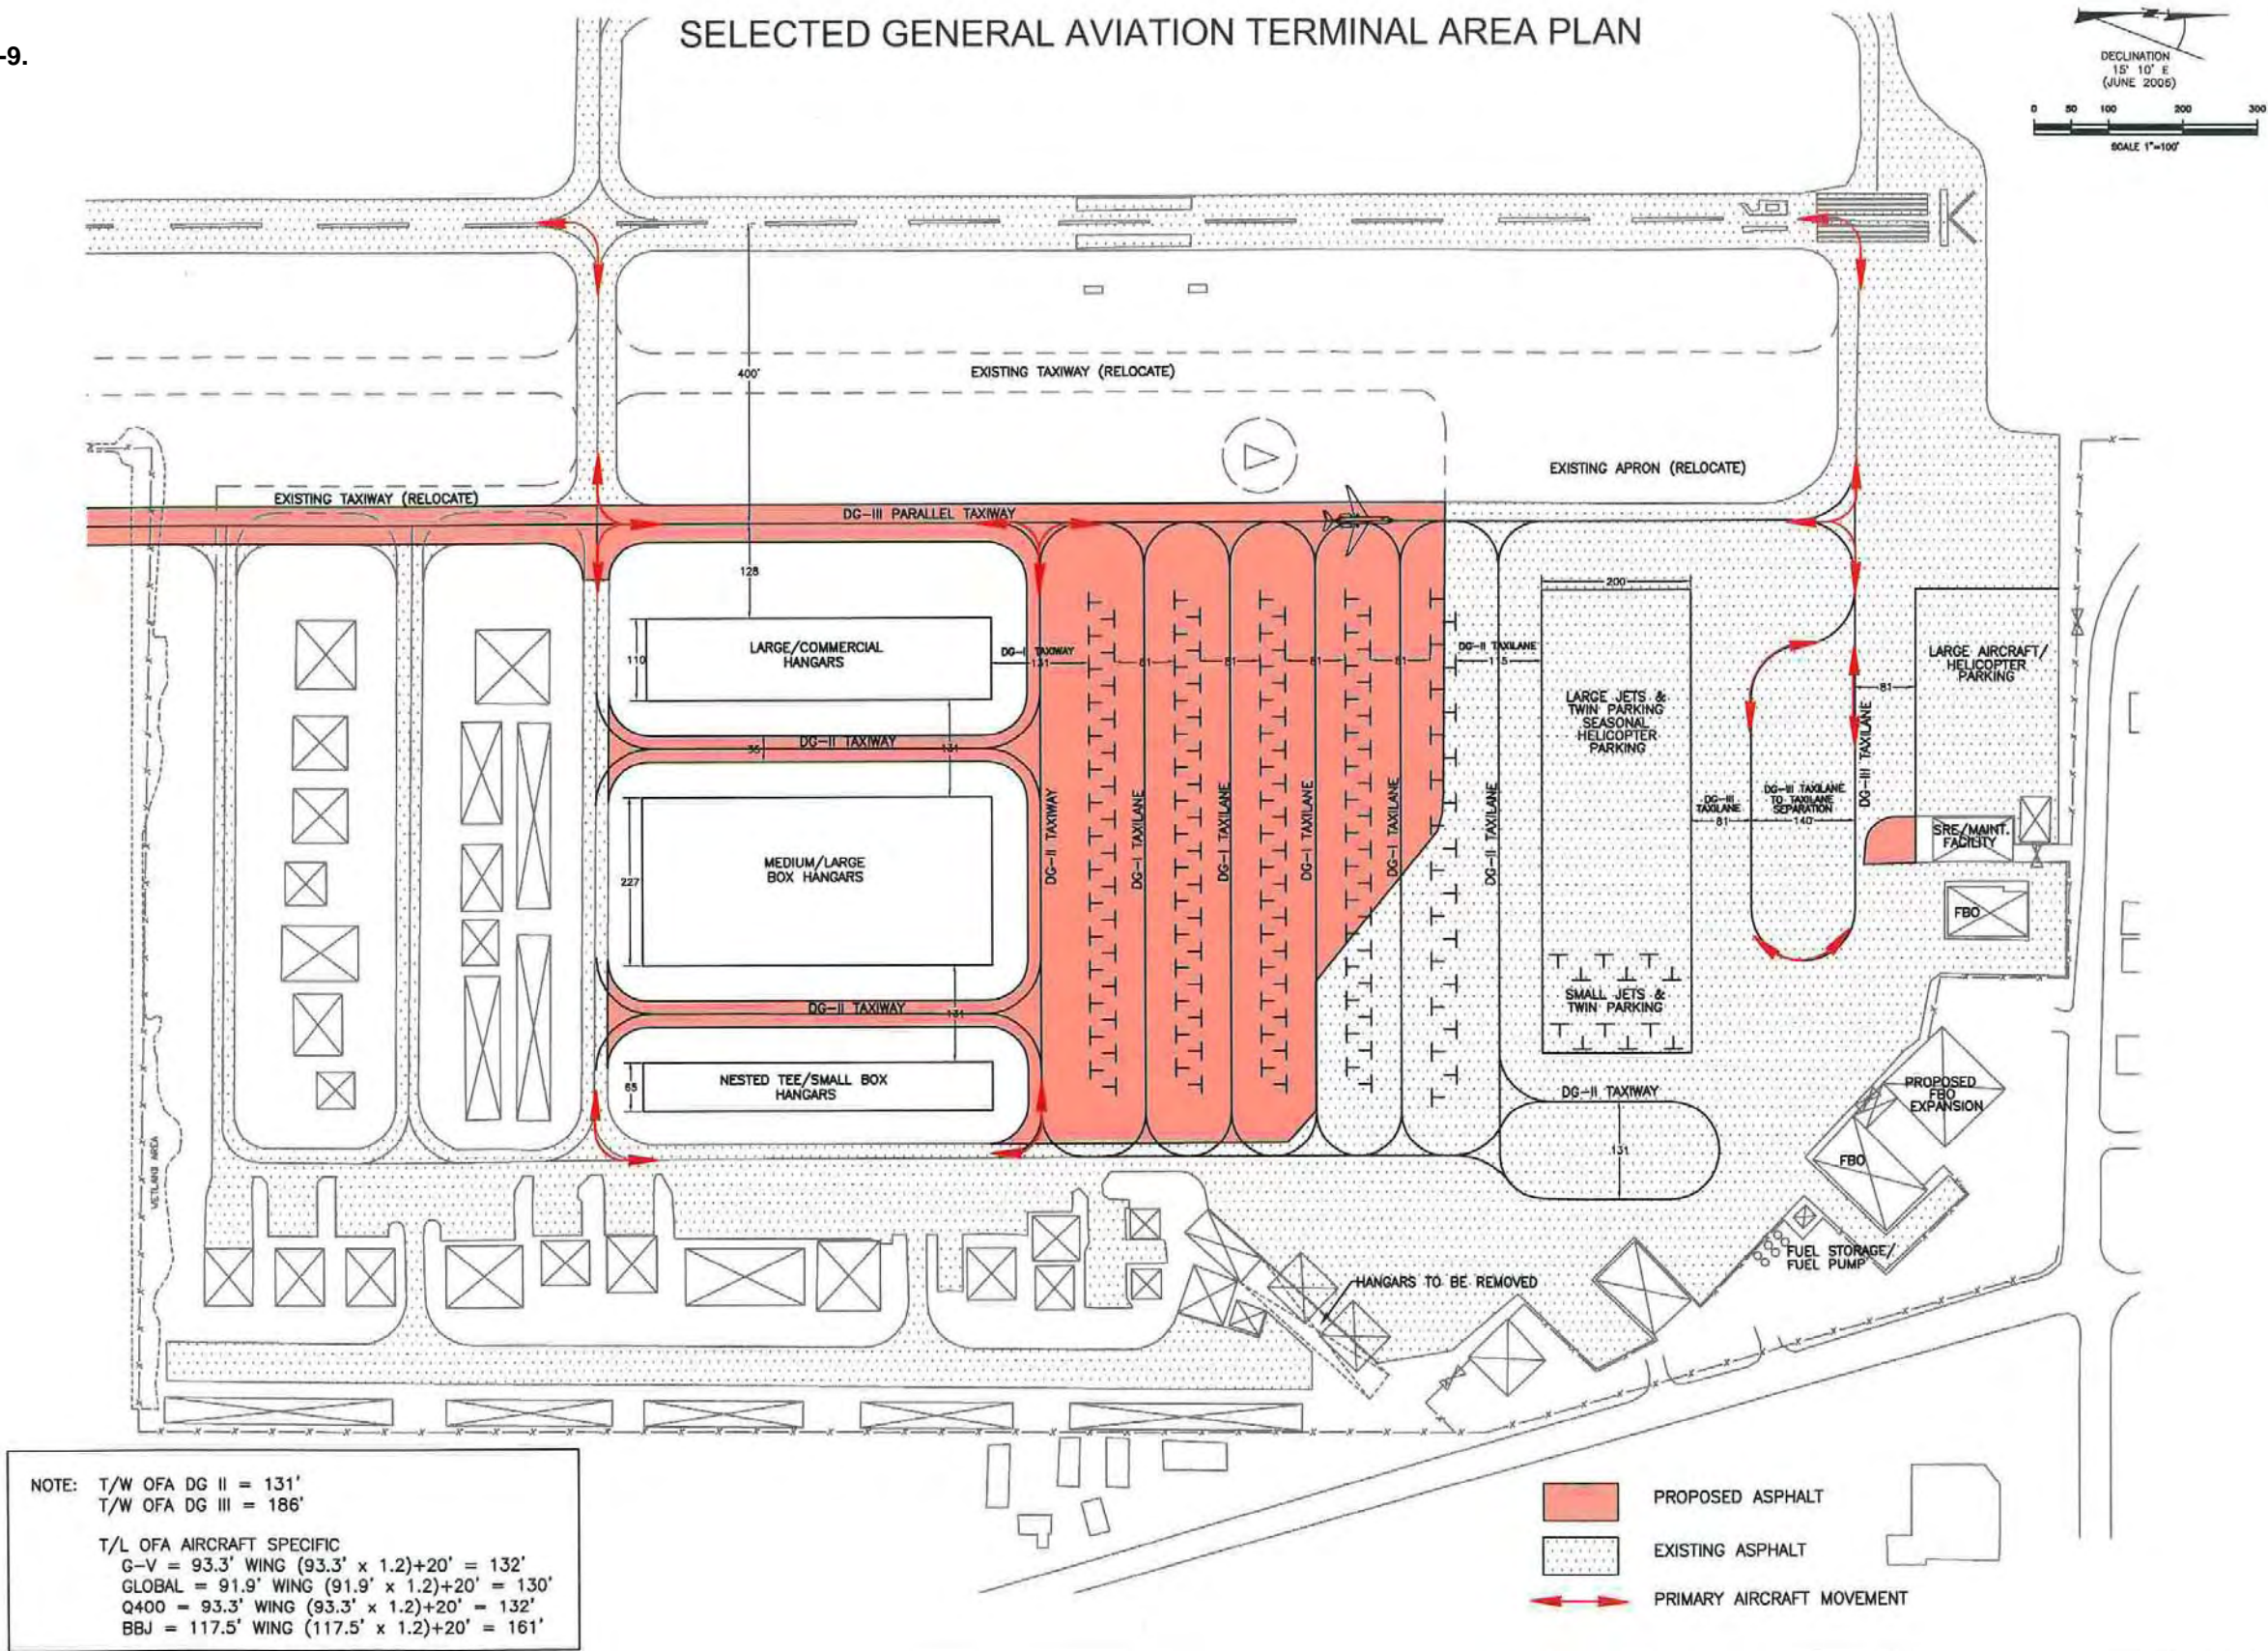 SELECTED GENERAL AVIATION TERMINAL AREA PLAN
-9.
DECLINATION
15° 10' E
(JUNE 2006)
0 50 100 200 300
SCALE 1"=100'
400'
EXISTING TAXIWAY (RELOCATE)
EXISTING APRON (RELOCATE)
EXISTING TAXIWAY (RELOCATE)
DG-III PARALLEL TAXIWAY
128
200
110
LARGE/COMMERCIAL
HANGARS
TAXIWAY
131
81
81
81
81
DG-II TAXILANE
115
LARGE AIRCRAFT/
HELICOPTER
PARKING
81
LARGE JETS &
TWIN PARKING
SEASONAL
HELICOPTER
PARKING
DG-III TAXILANE
35
DG-II TAXIWAY
131
DG-II TAXIWAY
DG-I TAXILANE
DG-I TAXILANE
DG-I TAXILANE
DG-I TAXILANE
DG-II TAXILANE
DG-III
TAXILANE
81
DG-III TAXILANE
TO TAXILANE
SEPARATION
140
SRE/MAINT.
FACILITY
227
MEDIUM/LARGE
BOX HANGARS
FBO
SMALL JETS &
TWIN PARKING
DG-II TAXIWAY
131
65
NESTED TEE/SMALL BOX
HANGARS
DG-II TAXIWAY
131
PROPOSED
FBO
EXPANSION
FBO
WETLAND AREA
FUEL STORAGE/
FUEL PUMP
HANGARS TO BE REMOVED
NOTE: T/W OFA DG II = 131'
T/W OFA DG III = 186'
T/L OFA AIRCRAFT SPECIFIC
G-V = 93.3' WING (93.3' x 1.2)+20' = 132'
GLOBAL = 91.9' WING (91.9' x 1.2)+20' = 130'
Q400 = 93.3' WING (93.3' x 1.2)+20' = 132'
BBJ = 117.5' WING (117.5' x 1.2)+20' = 161'
PROPOSED ASPHALT
EXISTING ASPHALT
PRIMARY AIRCRAFT MOVEMENT